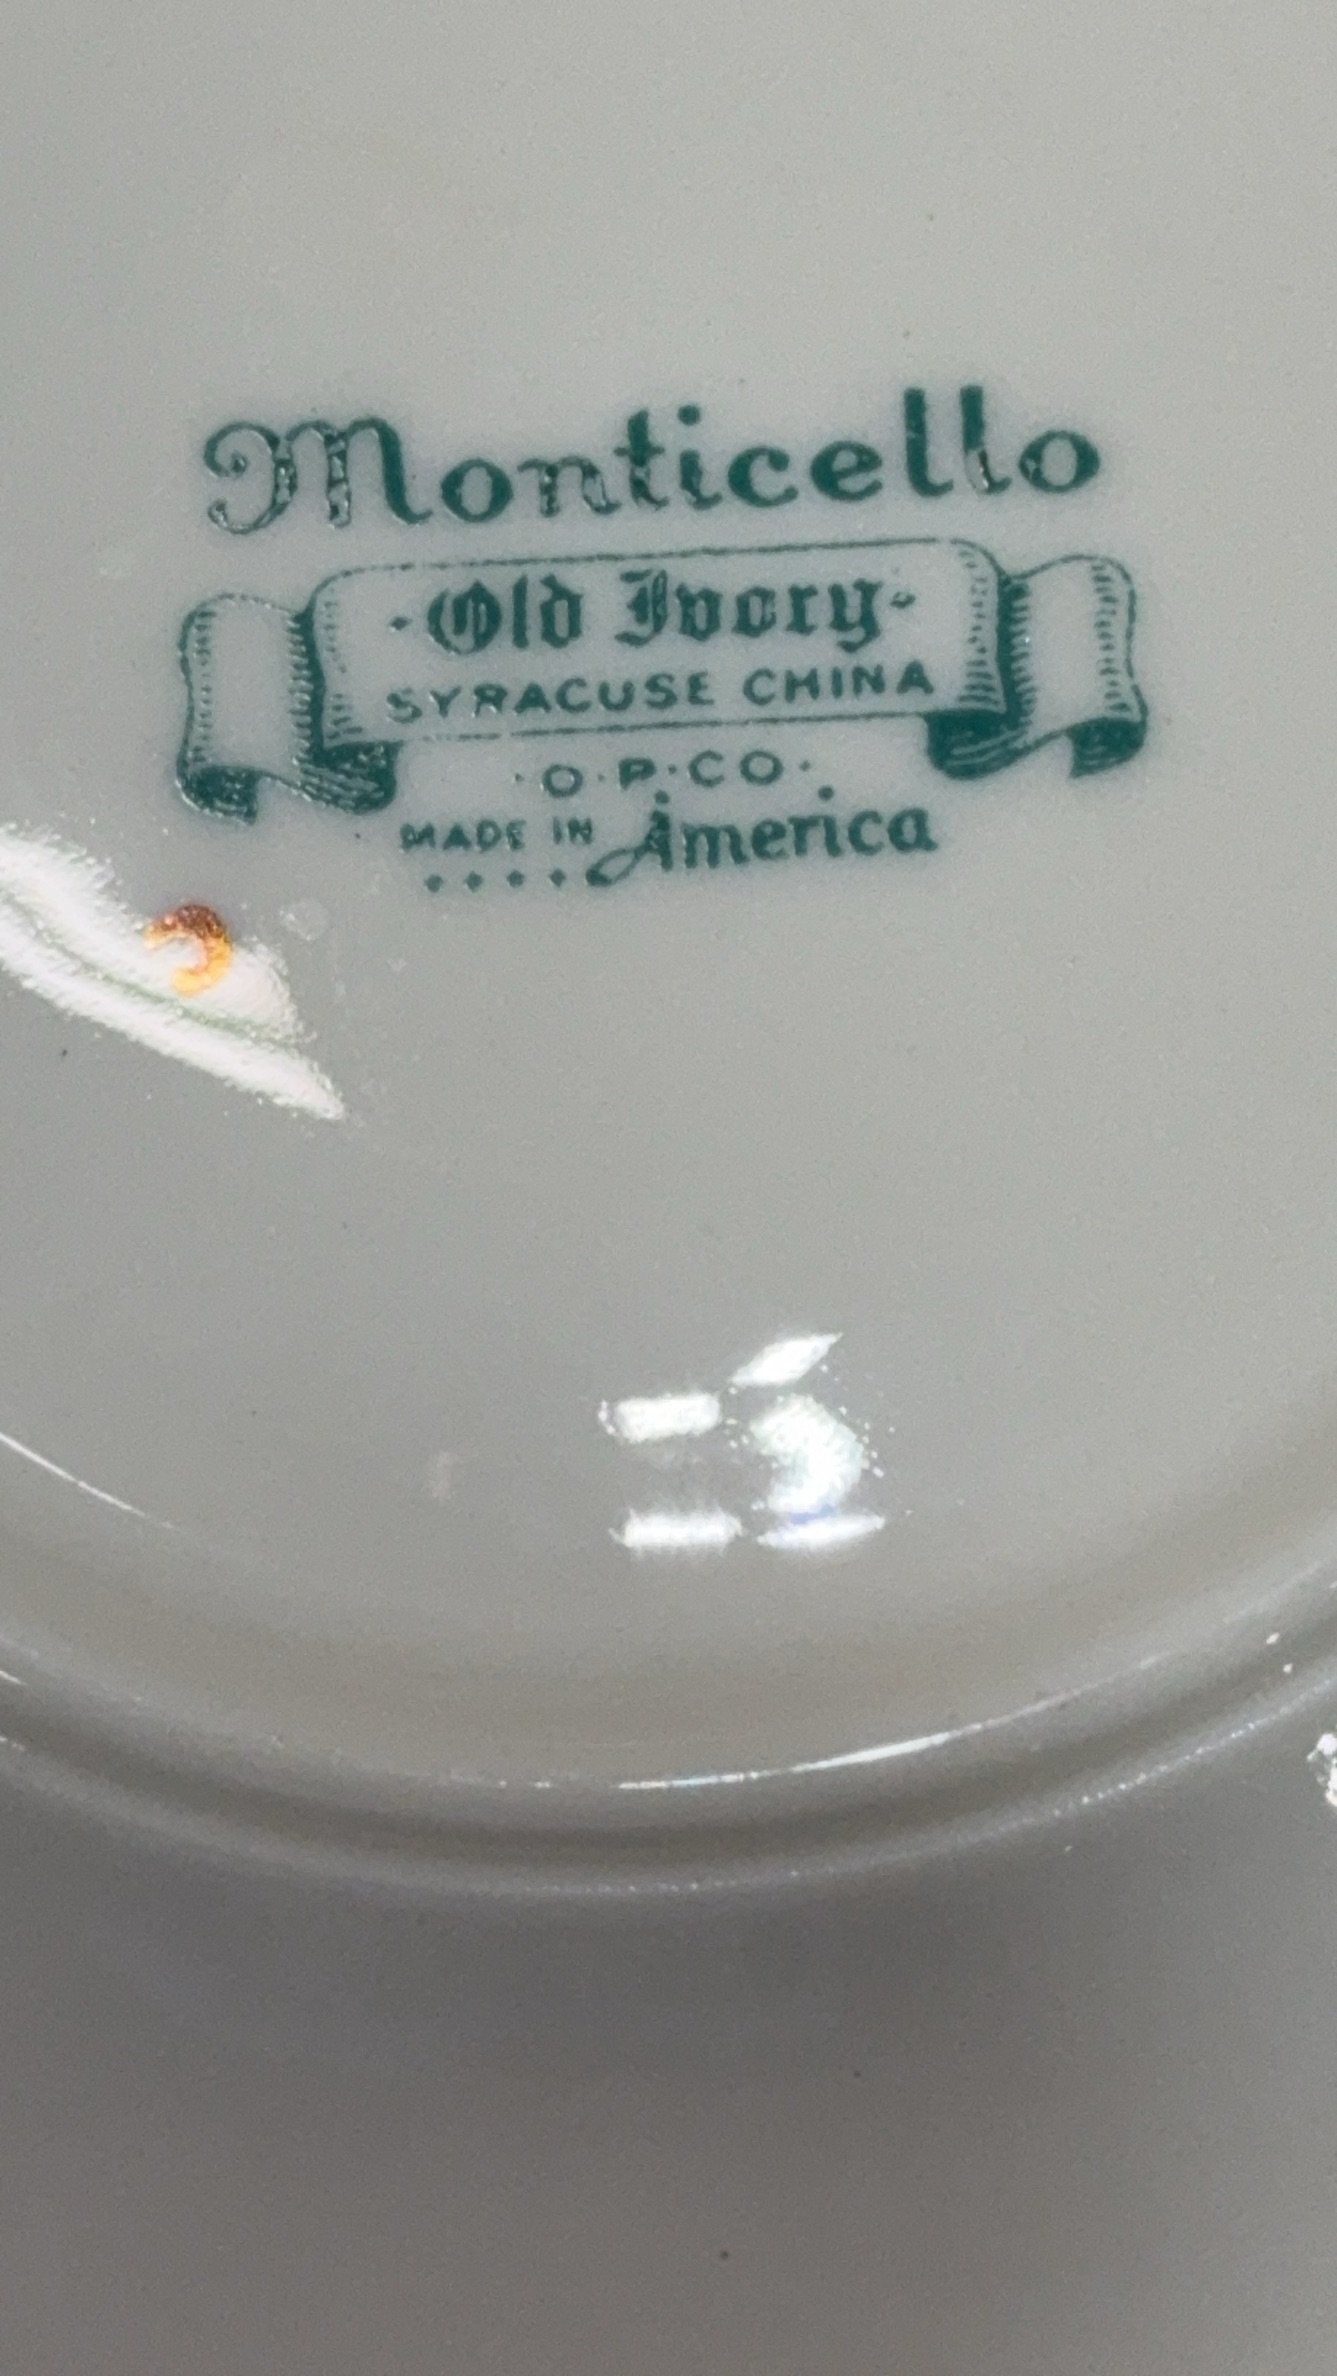 Monticello
·Old Ivory·
SYRACUSE CHINA
·O·P·CO·
MADE IN America